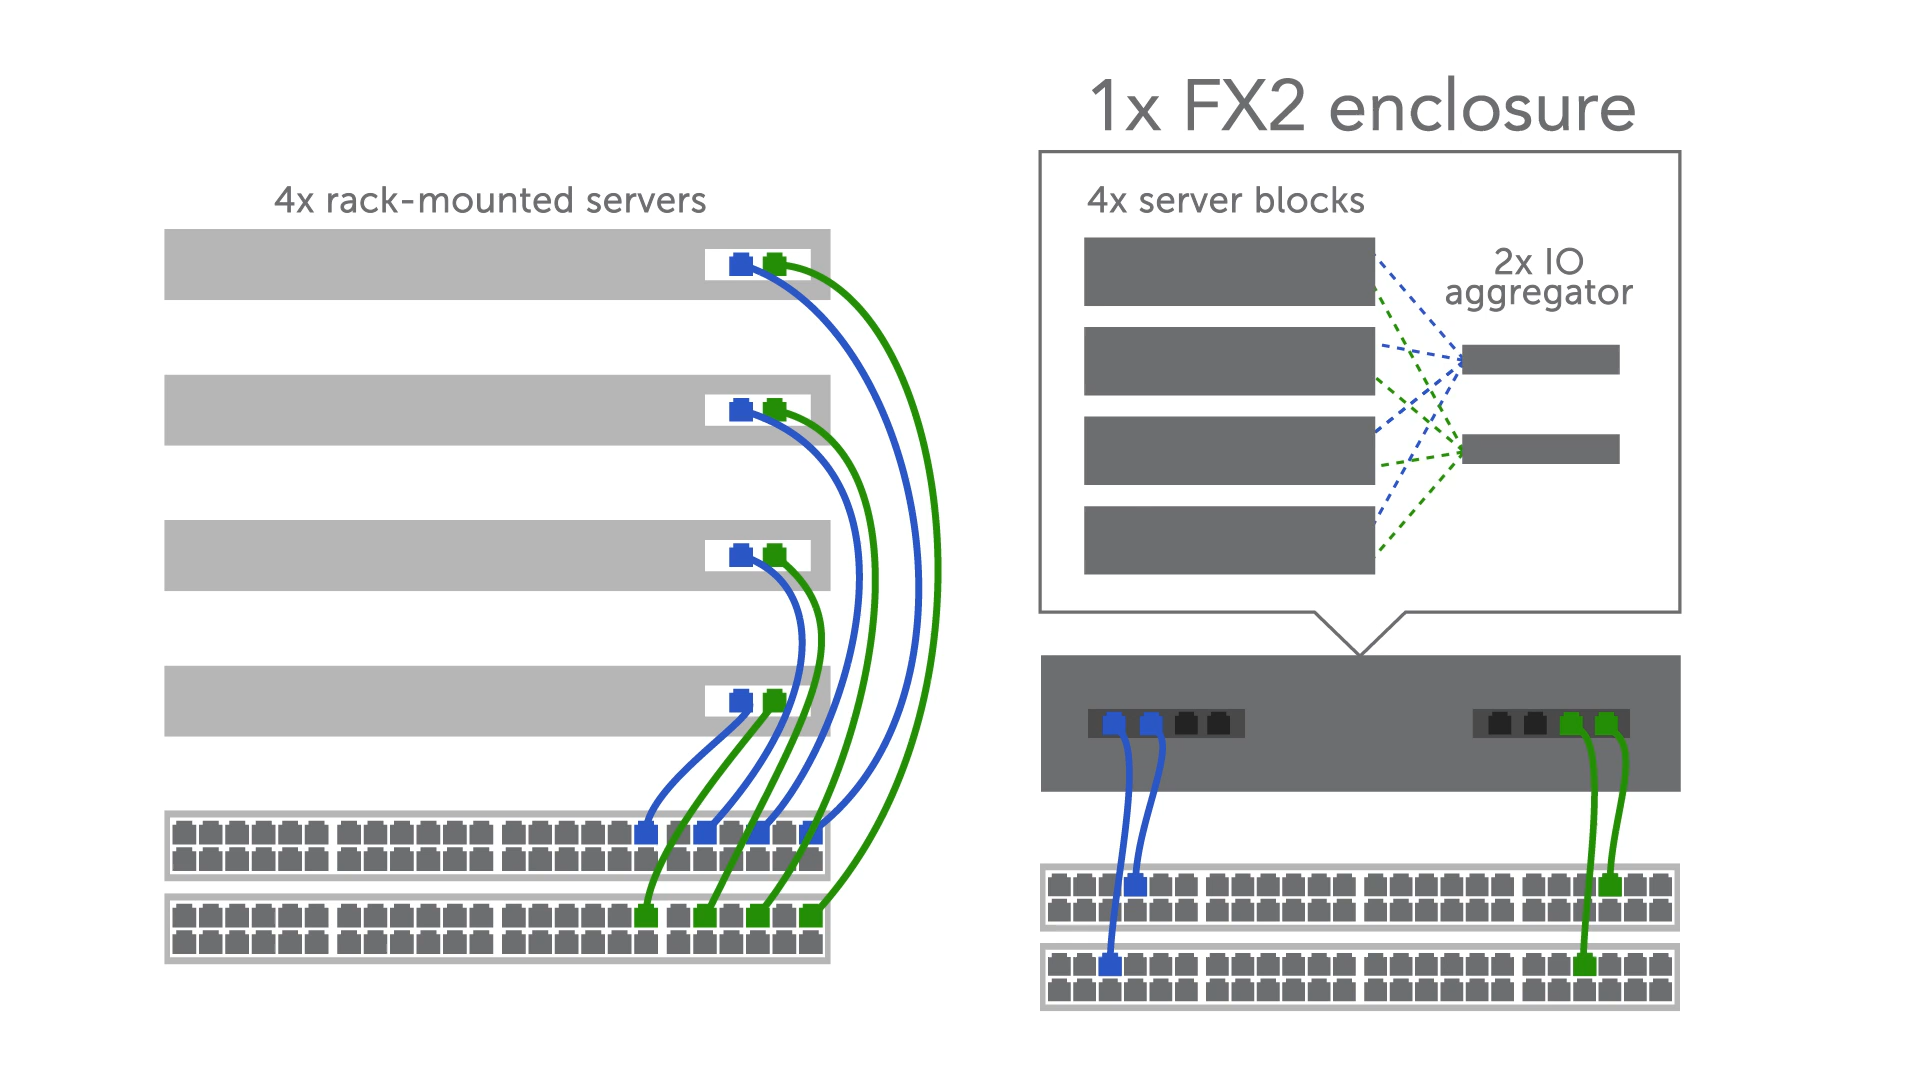 4x rack-mounted servers
1x FX2 enclosure
4x server blocks
2x IO
aggregator